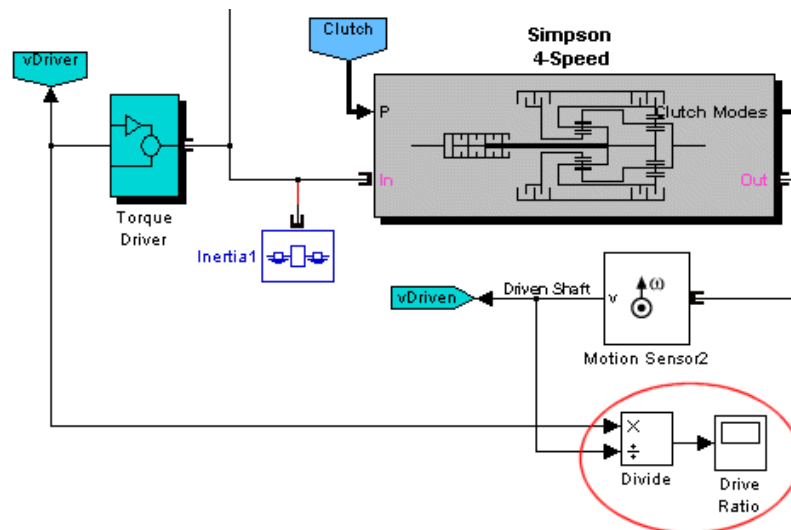 Clutch
Simpson
4-Speed
vDriver
P
Clutch Modes
In
Out
Torque
Driver
Inertia1
vDriven
Driven Shaft
v
ω
Motion Sensor2
×
÷
Divide
Drive
Ratio